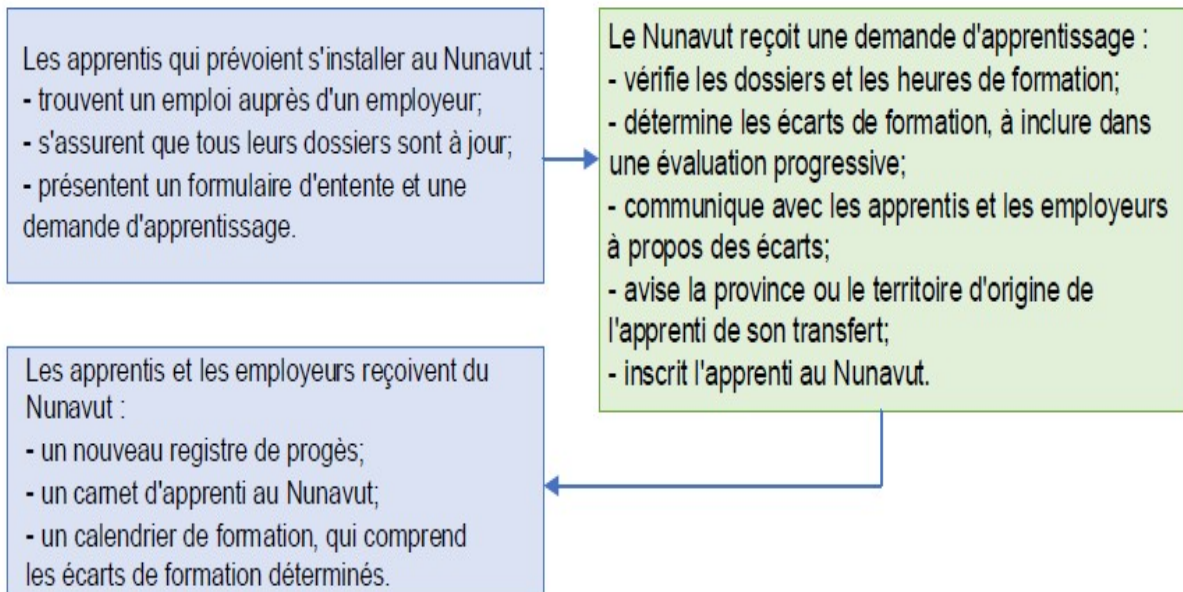 Les apprentis qui prévoient s'installer au Nunavut :
- trouvent un emploi auprès d'un employeur;
- s'assurent que tous leurs dossiers sont à jour;
- présentent un formulaire d'entente et une
demande d'apprentissage.
Le Nunavut reçoit une demande d'apprentissage :
- vérifie les dossiers et les heures de formation;
- détermine les écarts de formation, à inclure dans
une évaluation progressive;
- communique avec les apprentis et les employeurs
à propos des écarts;
- avise la province ou le territoire d'origine de
l'apprenti de son transfert;
- inscrit l'apprenti au Nunavut.
Les apprentis et les employeurs reçoivent du
Nunavut :
- un nouveau registre de progès;
- un carnet d'apprenti au Nunavut;
- un calendrier de formation, qui comprend
les écarts de formation déterminés.